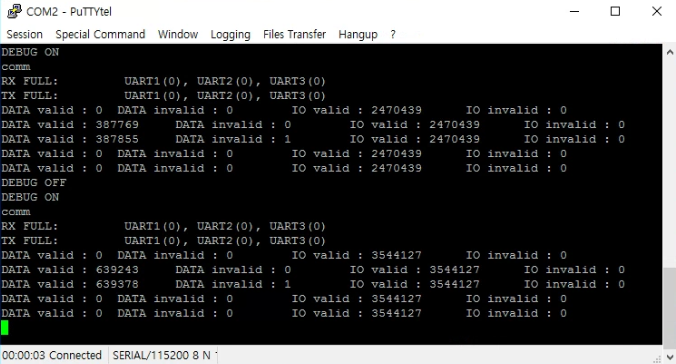 COM2 - PuTTYtel
Session Special Command Window Logging Files Transfer Hangup ?
DEBUG ON
comm
RX FULL: UART1(0), UART2(0), UART3(0)
TX FULL: UART1(0), UART2(0), UART3(0)
DATA valid : 0 DATA invalid : 0 IO valid : 2470439 IO invalid : 0
DATA valid : 387769 DATA invalid : 0 IO valid : 2470439 IO invalid : 0
DATA valid : 387855 DATA invalid : 1 IO valid : 2470439 IO invalid : 0
DATA valid : 0 DATA invalid : 0 IO valid : 2470439 IO invalid : 0
DATA valid : 0 DATA invalid : 0 IO valid : 2470439 IO invalid : 0
DEBUG OFF
DEBUG ON
comm
RX FULL: UART1(0), UART2(0), UART3(0)
TX FULL: UART1(0), UART2(0), UART3(0)
DATA valid : 0 DATA invalid : 0 IO valid : 3544127 IO invalid : 0
DATA valid : 639243 DATA invalid : 0 IO valid : 3544127 IO invalid : 0
DATA valid : 639378 DATA invalid : 1 IO valid : 3544127 IO invalid : 0
DATA valid : 0 DATA invalid : 0 IO valid : 3544127 IO invalid : 0
DATA valid : 0 DATA invalid : 0 IO valid : 3544127 IO invalid : 0
00:00:03 Connected SERIAL/115200 8 N